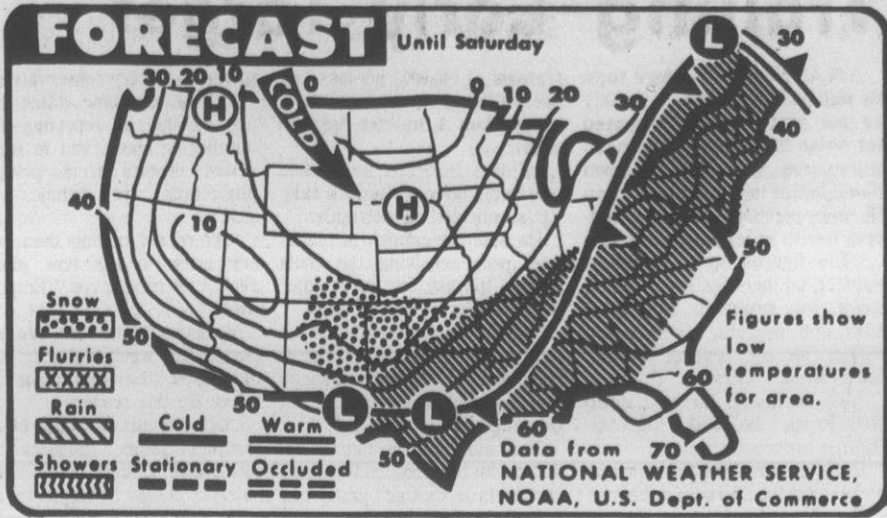 FORECAST Until Saturday
L
30
30 20 10
0
0 10 20
30
H
COLD
40
40
H
10
50
Snow
Flurries
XXXX
Rain
Showers
50
50
Cold
Warm
Stationary
Occluded
L
L
50
60
60
70
Figures show
low
temperatures
for area.
Data from
NATIONAL WEATHER SERVICE,
NOAA, U.S. Dept. of Commerce